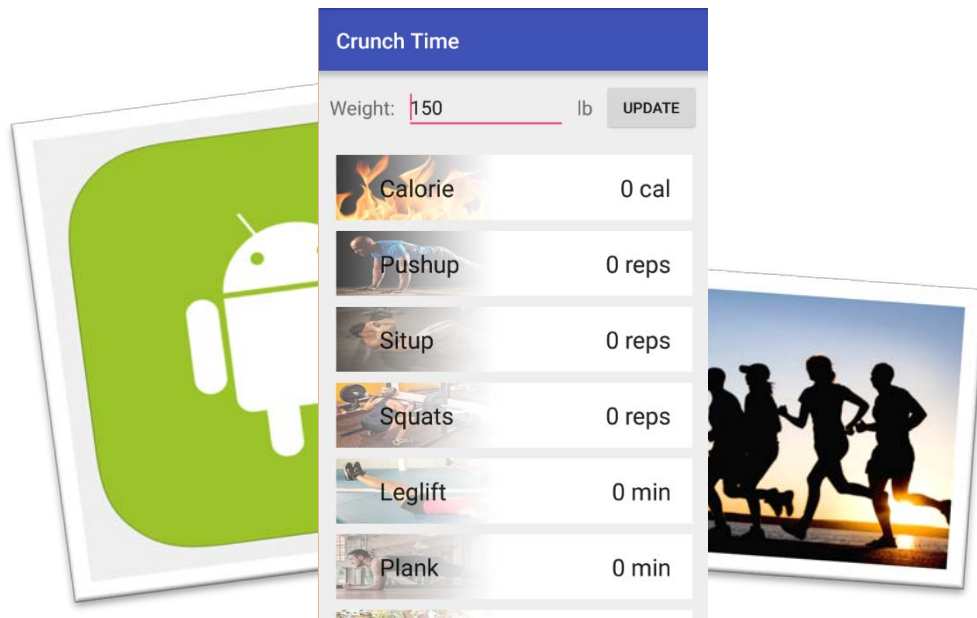 Crunch Time
Weight: 150 lb UPDATE
Calorie 0 cal
Pushup 0 reps
Situp 0 reps
Squats 0 reps
Leglift 0 min
Plank 0 min